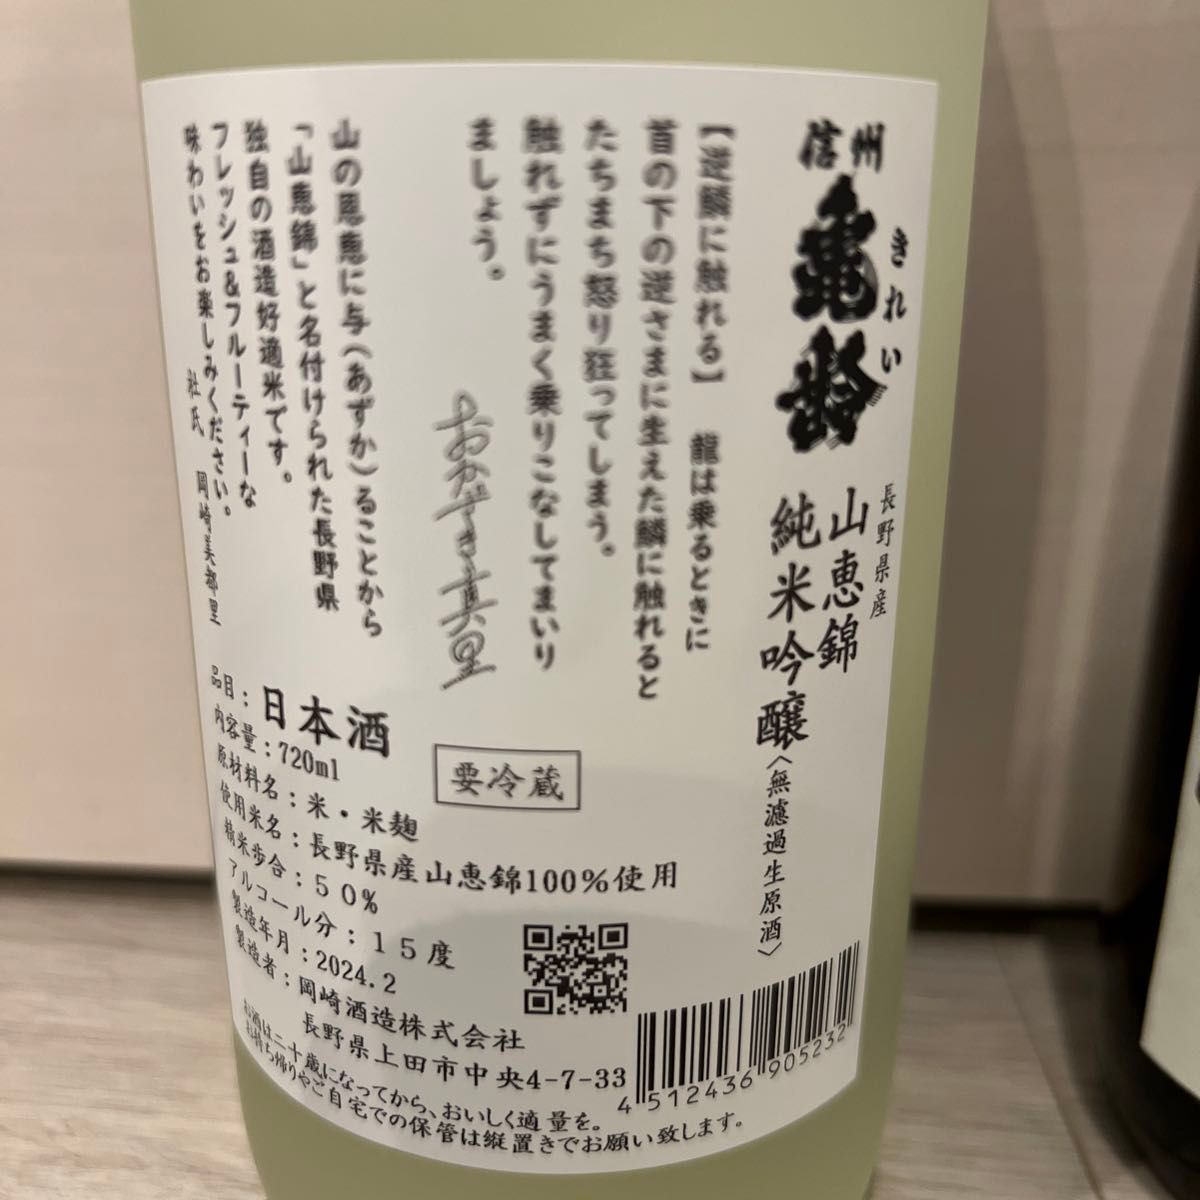 信州
亀齢
きれい
長野県産
山恵錦
純米吟醸
〈無濾過生原酒〉
【逆鱗に触れる】 龍は乗るときに
首の下の逆さまに生えた鱗に触れると
たちまち怒り狂ってしまう。
触れずにうまく乗りこなしてまいり
ましょう。
山の恩恵に与(あずか)ることから
「山恵錦」と名付けられた長野県
独自の酒造好適米です。
フレッシュ&フルーティーな
味わいをお楽しみください。
杜氏 岡崎美都里
要冷蔵
品目:日本酒
内容量:720ml
原材料名:米・米麹
使用米名:長野県産山恵錦100%使用
精米歩合:50%
アルコール分:15度
製造年月:2024.2
製造者:岡崎酒造株式会社
長野県上田市中央4-7-33
お酒は二十歳になってから、おいしく適量を。
お持ち帰りやご自宅での保管は縦置きでお願い致します。
4 512436 905232